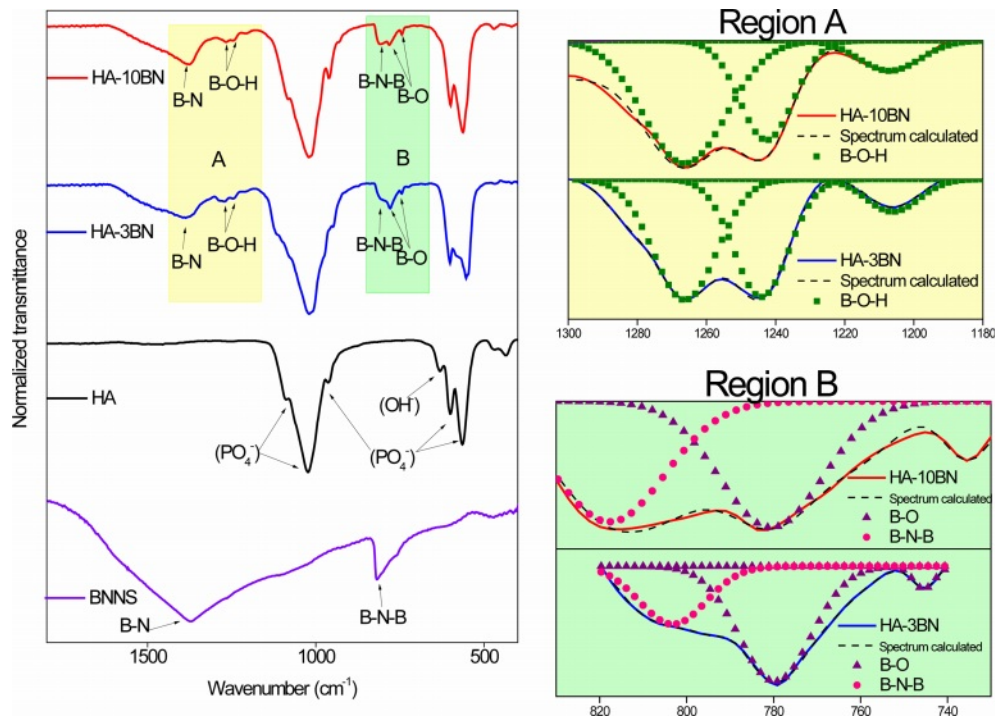 Normalized transmittance
HA-10BN
B-N
B-O-H
B-N-B
B-O
A
B
HA-3BN
B-N
B-O-H
B-N-B
B-O
HA
(PO₄⁻)
(OH⁻)
(PO₄⁻)
BNNS
B-N
B-N-B
1500
1000
500
Wavenumber (cm⁻¹)
Region A
HA-10BN
Spectrum calculated
B-O-H
HA-3BN
Spectrum calculated
B-O-H
1300
1260
1240
1220
1200
1180
Region B
HA-10BN
Spectrum calculated
B-O
B-N-B
HA-3BN
Spectrum calculated
B-O
B-N-B
820
800
780
760
740